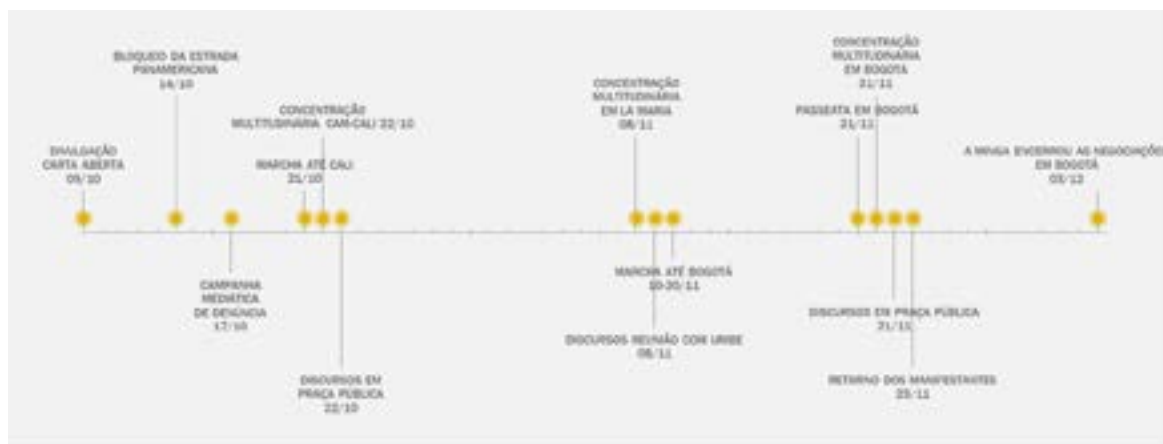 DIVULGAÇÃO
CARTA ABERTA
09/10
BLOQUEO DA ESTRADA
PANAMERICANA
14/10
CAMPANHA
MEDIÁTICA
DE DENÚNCIA
17/10
MARCHA ATÉ CALI
21/10
CONCENTRAÇÃO
MULTITUDINÁRIA CAM-CALI 22/10
DISCURSOS EM
PRAÇA PÚBLICA
22/10
CONCENTRAÇÃO
MULTITUDINÁRIA
EM LA MARIA
08/11
DISCURSOS REUNIÃO COM URIBE
08/11
MARCHA ATÉ BOGOTÁ
10-20/11
PASSEATA EM BOGOTÁ
21/11
CONCENTRAÇÃO
MULTITUDINÁRIA
EM BOGOTÁ
21/11
DISCURSOS EM PRAÇA PÚBLICA
21/11
RETORNO DOS MANIFESTANTES
A MINGA ENCERROU AS NEGOCIAÇÕES
EM BOGOTÁ
03/12